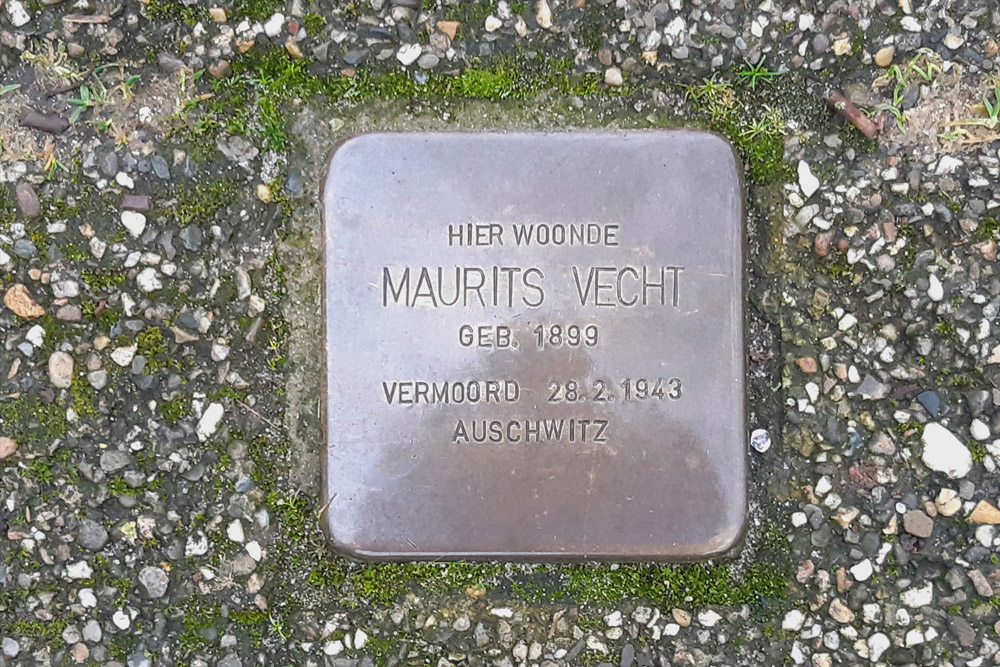 HIER WOONDE
MAURITS VECHT
GEB. 1899
VERMOORD 28.2.1943
AUSCHWITZ